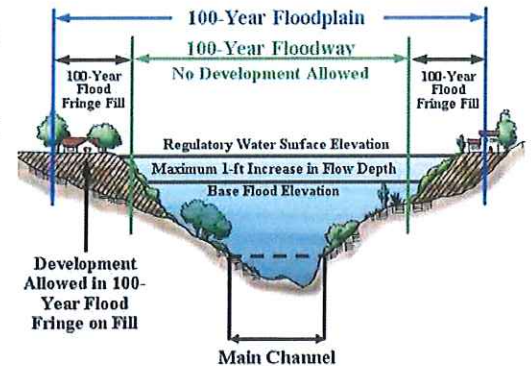 100-Year Floodplain
100-Year Floodway
No Development Allowed
100-Year
Flood
Fringe Fill
100-Year
Flood
Fringe Fill
Regulatory Water Surface Elevation
Maximum 1-ft Increase in Flow Depth
Base Flood Elevation
Development
Allowed in 100-
Year Flood
Fringe on Fill
Main Channel